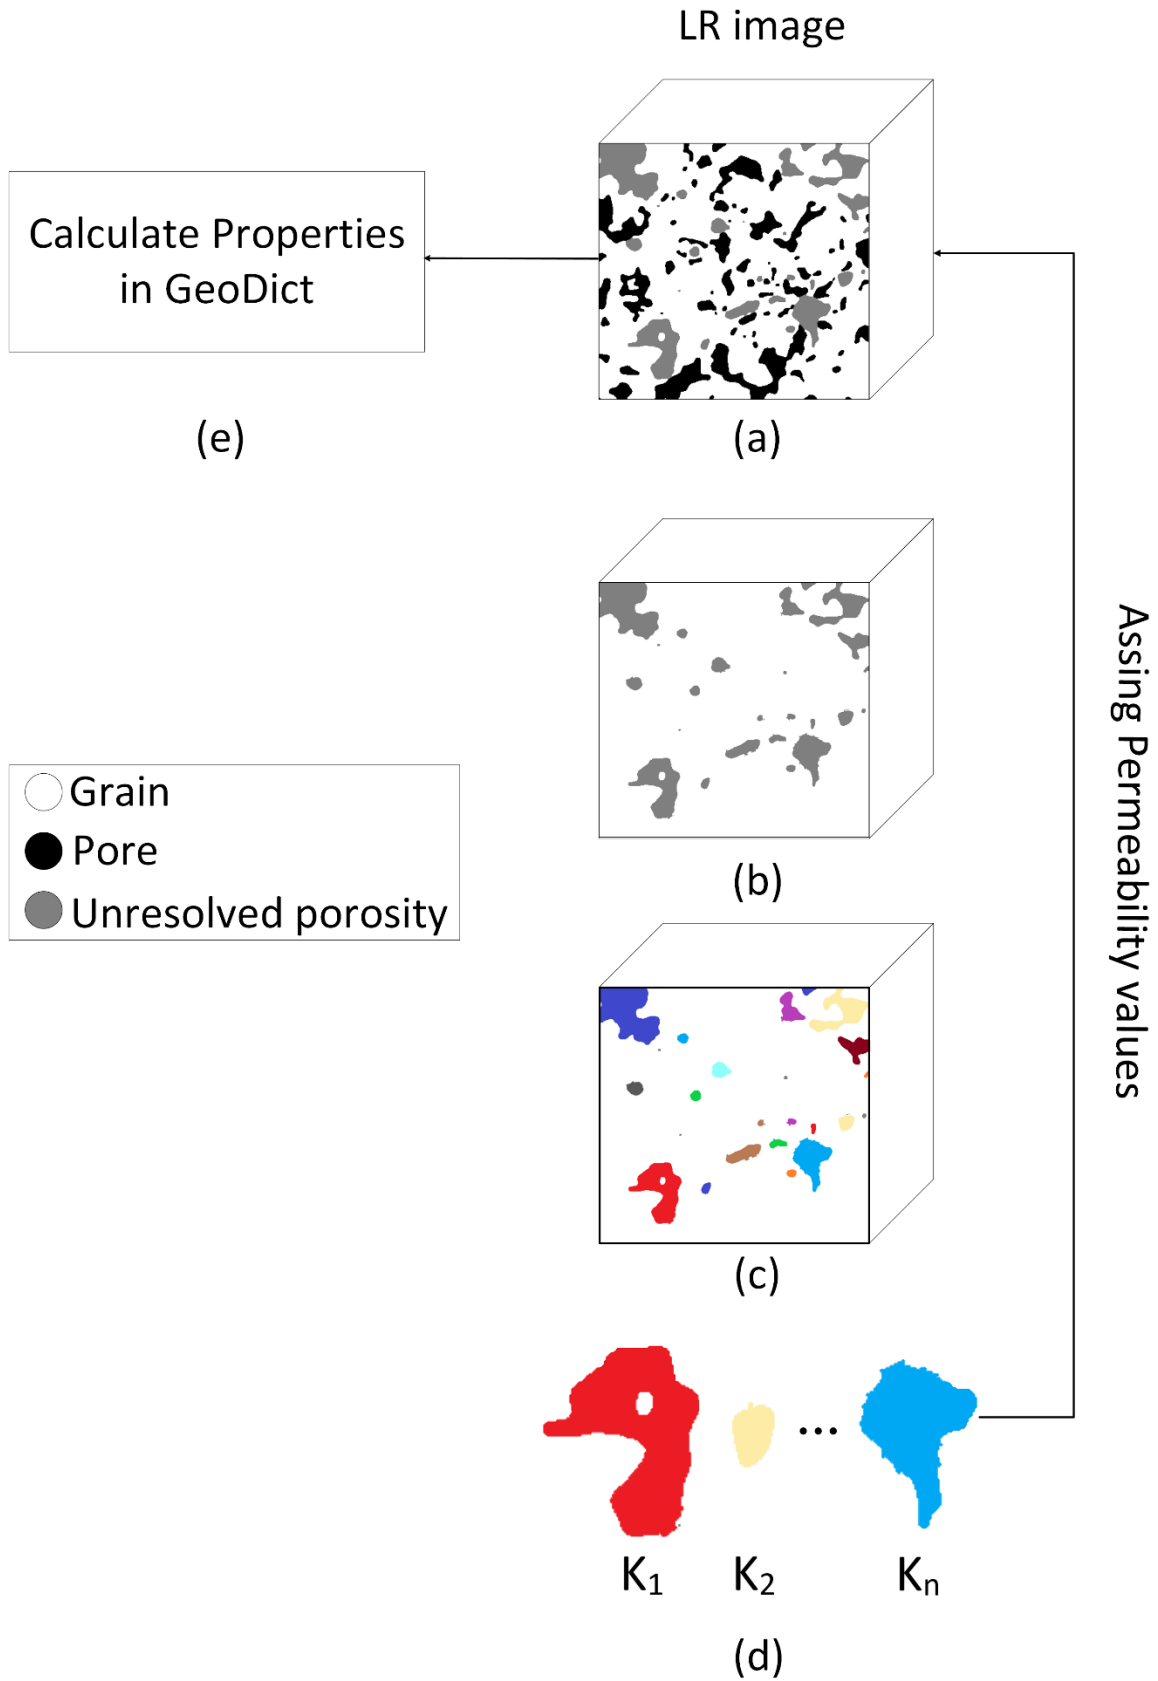 LR image
Calculate Properties
in GeoDict
(e)
(a)
(b)
Grain
Pore
Unresolved porosity
(c)
K1
K2
...
Kn
(d)
Assing Permeability values